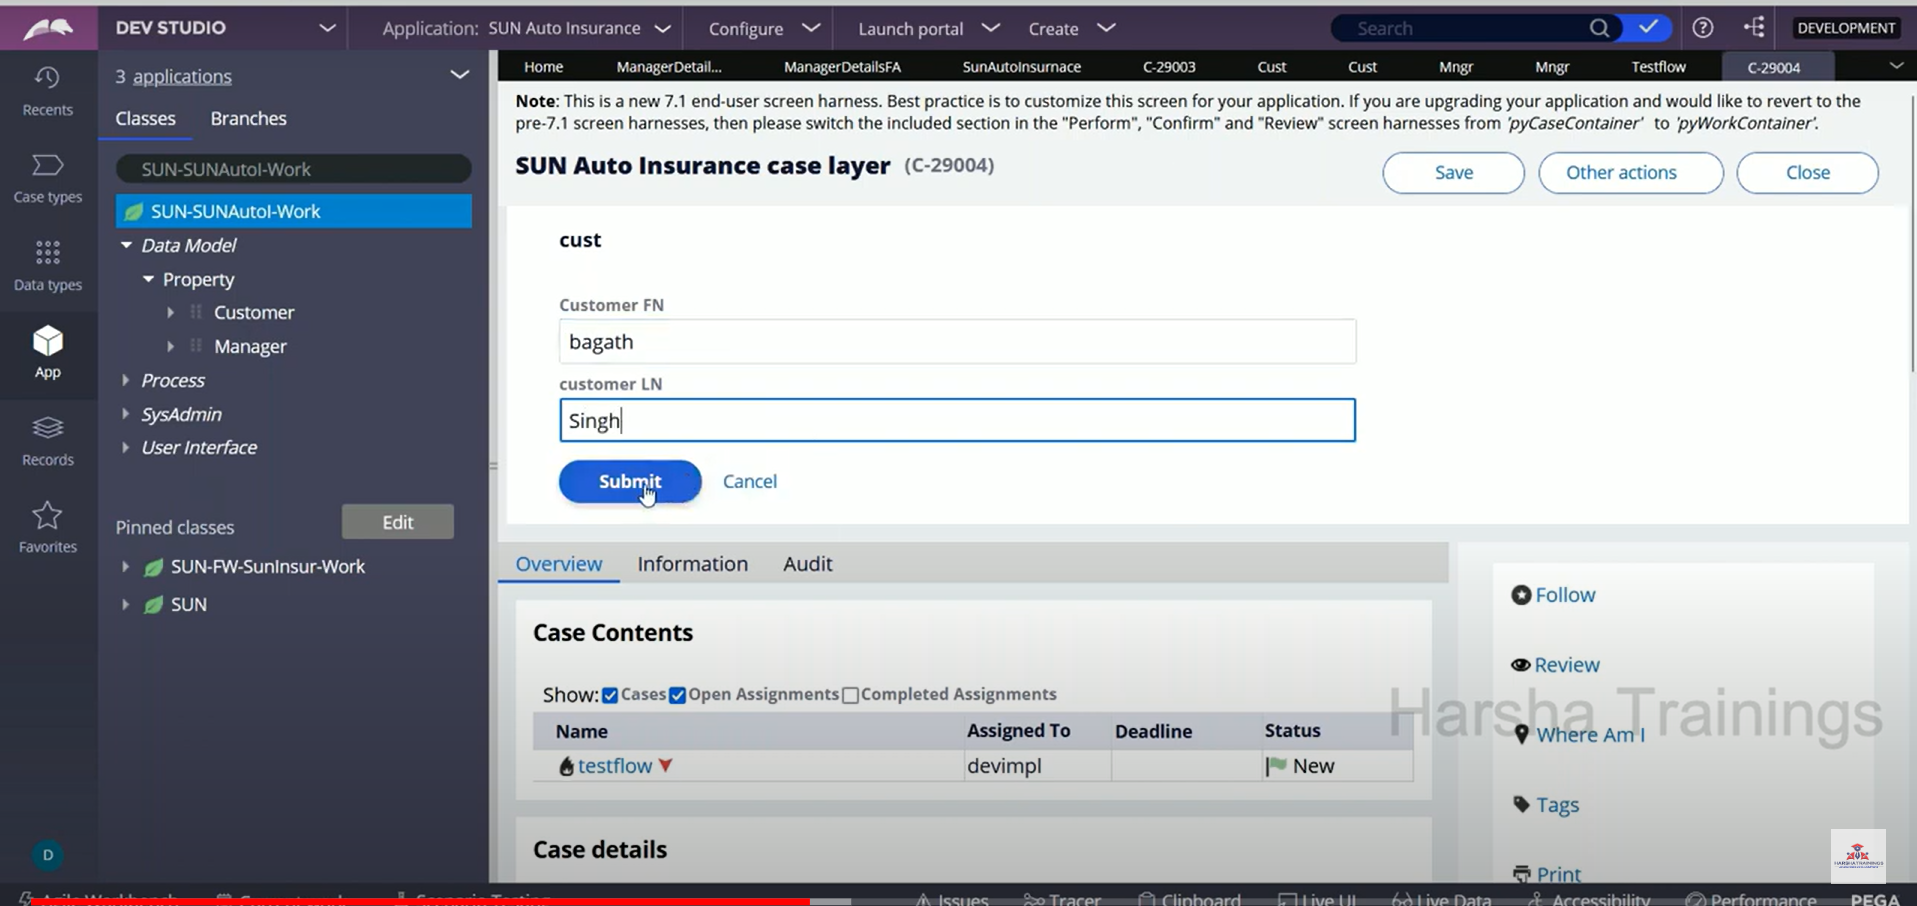 DEV STUDIO
Application: SUN Auto Insurance
Configure
Launch portal
Create
Search
DEVELOPMENT
Recents
Case types
Data types
App
Records
Favorites
D
3 applications
Classes Branches
SUN-SUNAutoI-Work
SUN-SUNAutoI-Work
Data Model
Property
Customer
Manager
Process
SysAdmin
User Interface
Pinned classes Edit
SUN-FW-SunInsur-Work
SUN
Home ManagerDetail... ManagerDetailsFA SunAutoInsurnace C-29003 Cust Cust Mngr Mngr Testflow C-29004
Note: This is a new 7.1 end-user screen harness. Best practice is to customize this screen for your application. If you are upgrading your application and would like to revert to the
pre-7.1 screen harnesses, then please switch the included section in the "Perform", "Confirm" and "Review" screen harnesses from 'pyCaseContainer' to 'pyWorkContainer'.
SUN Auto Insurance case layer (C-29004)
Save Other actions Close
cust
Customer FN
bagath
customer LN
Singh
Submit Cancel
Overview Information Audit
Case Contents
Show: Cases Open Assignments Completed Assignments
Name Assigned To Deadline Status
testflow devimpl New
Case details
Follow
Review
Where Am I
Tags
Print
Harsha Trainings
HARSHA TRAININGS
Issues Tracer Clipboard Live UI Live Data Accessibility Performance PEGA